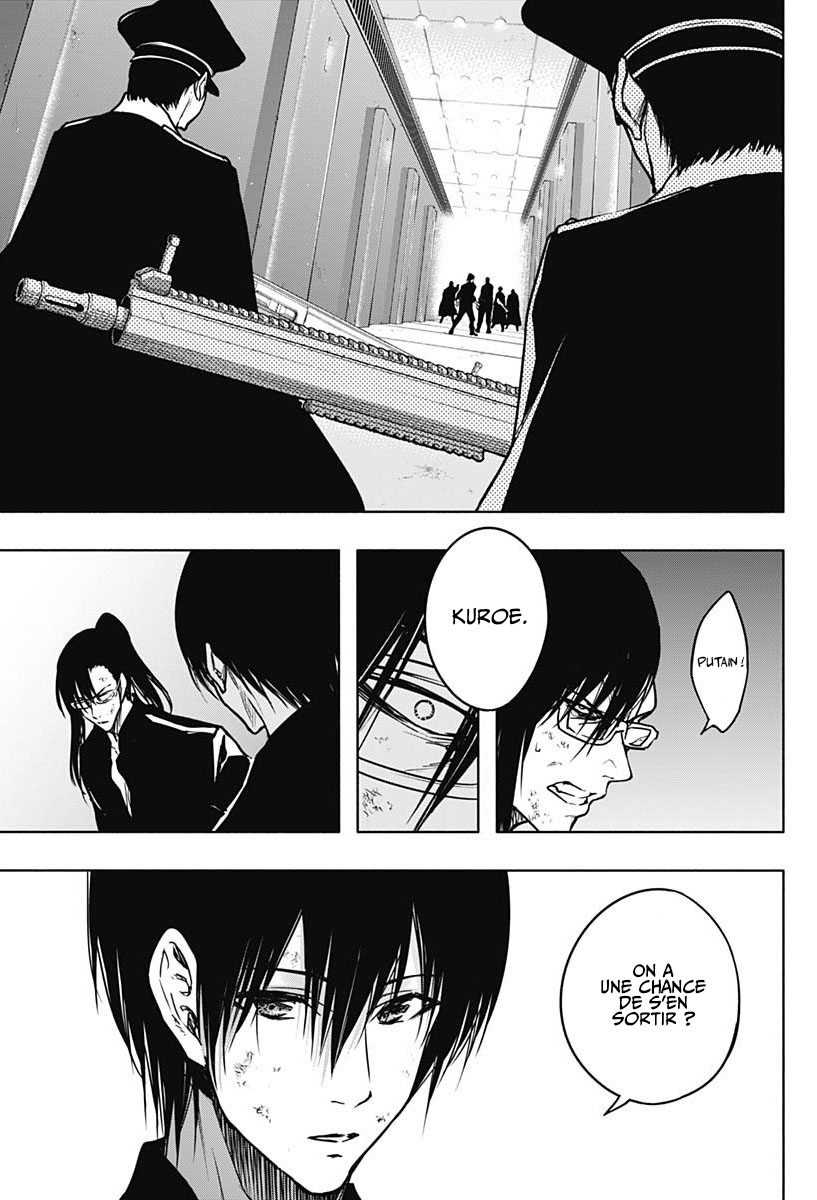 PUTAIN !
KUROE.
ON A
UNE CHANCE
DE S'EN
SORTIR ?